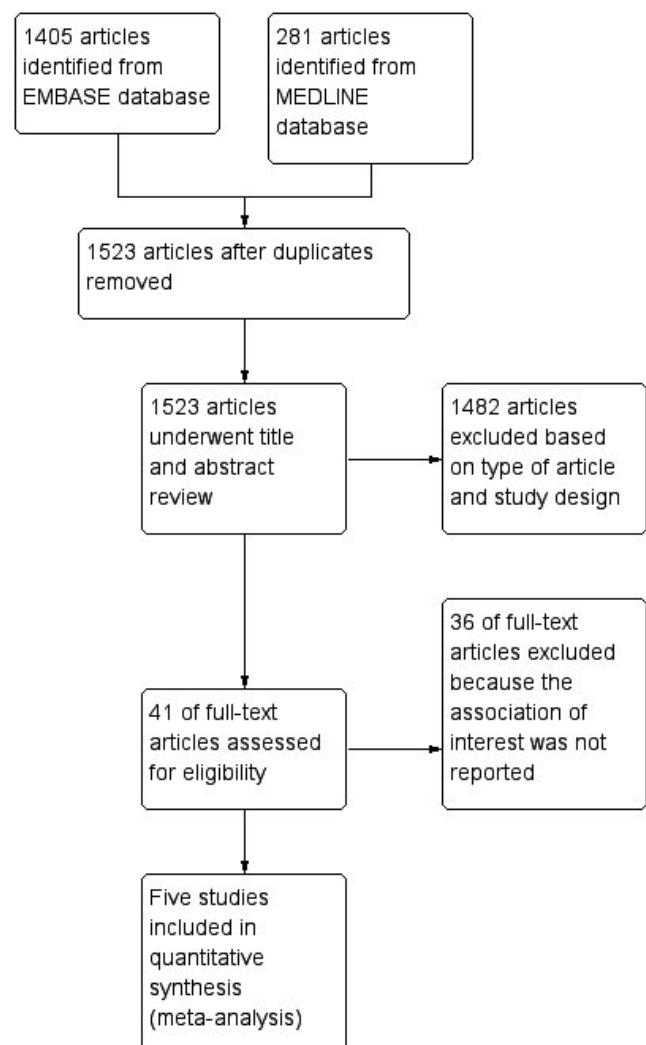 1405 articles
identified from
EMBASE database
281 articles
identified from
MEDLINE
database
1523 articles after duplicates
removed
1523 articles
underwent title
and abstract
review
1482 articles
excluded based
on type of article
and study design
36 of full-text
articles excluded
because the
association of
interest was not
reported
41 of full-text
articles assessed
for eligibility
Five studies
included in
quantitative
synthesis
(meta-analysis)